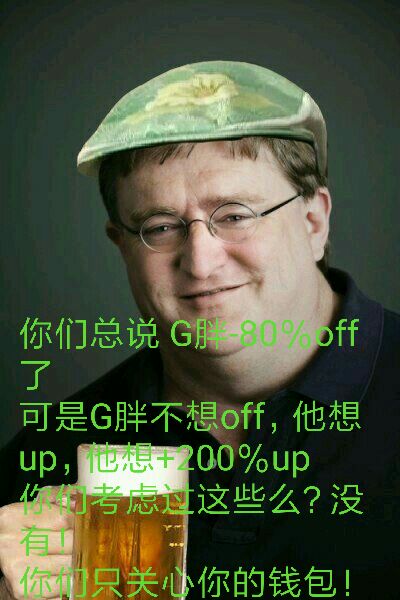 你们总说 G胖-80%off
了
可是G胖不想off，他想
up，他想+200%up
你们考虑过这些么？没
有！
你们只关心你的钱包！